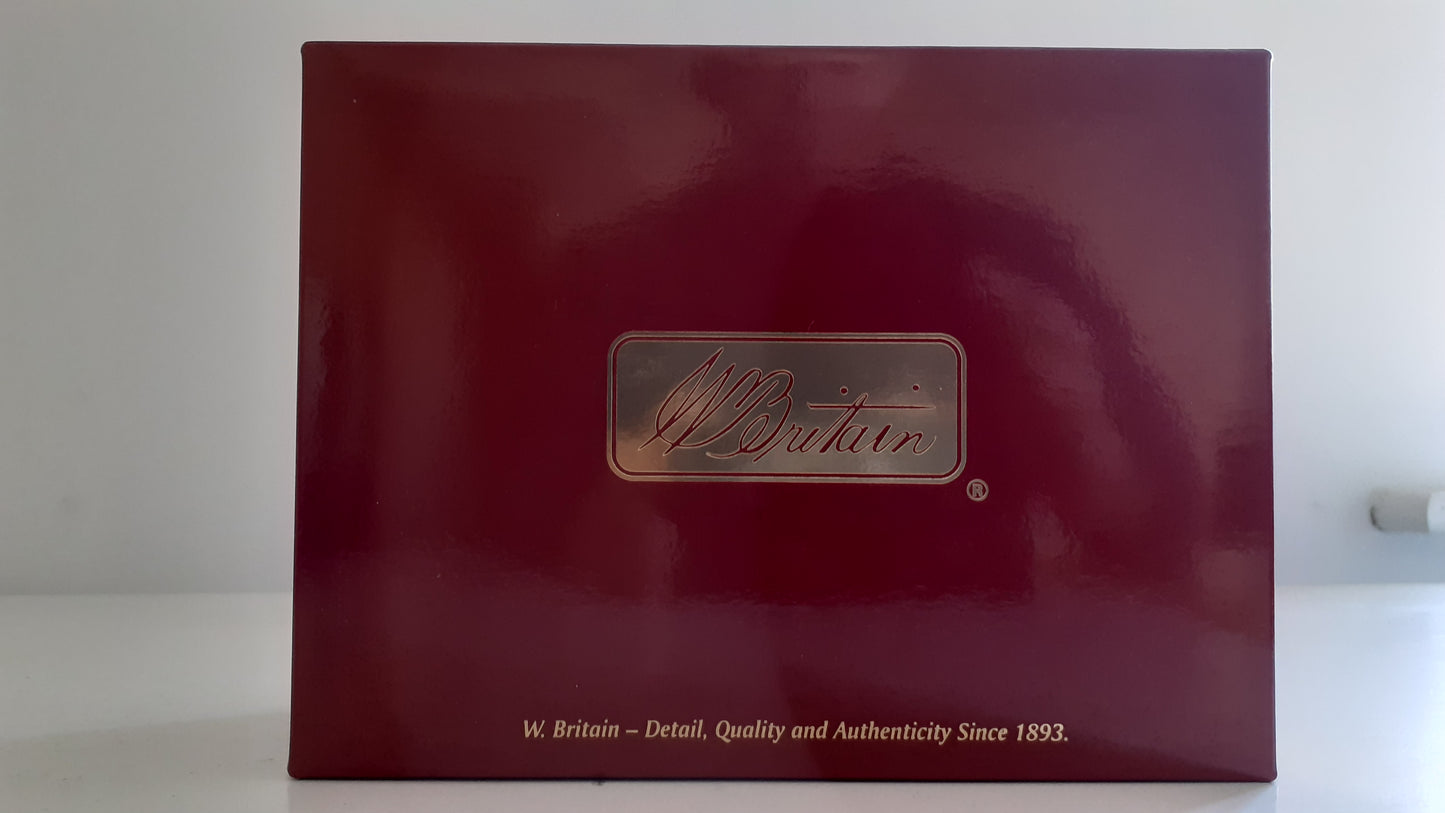 W Britain
®
W. Britain – Detail, Quality and Authenticity Since 1893.